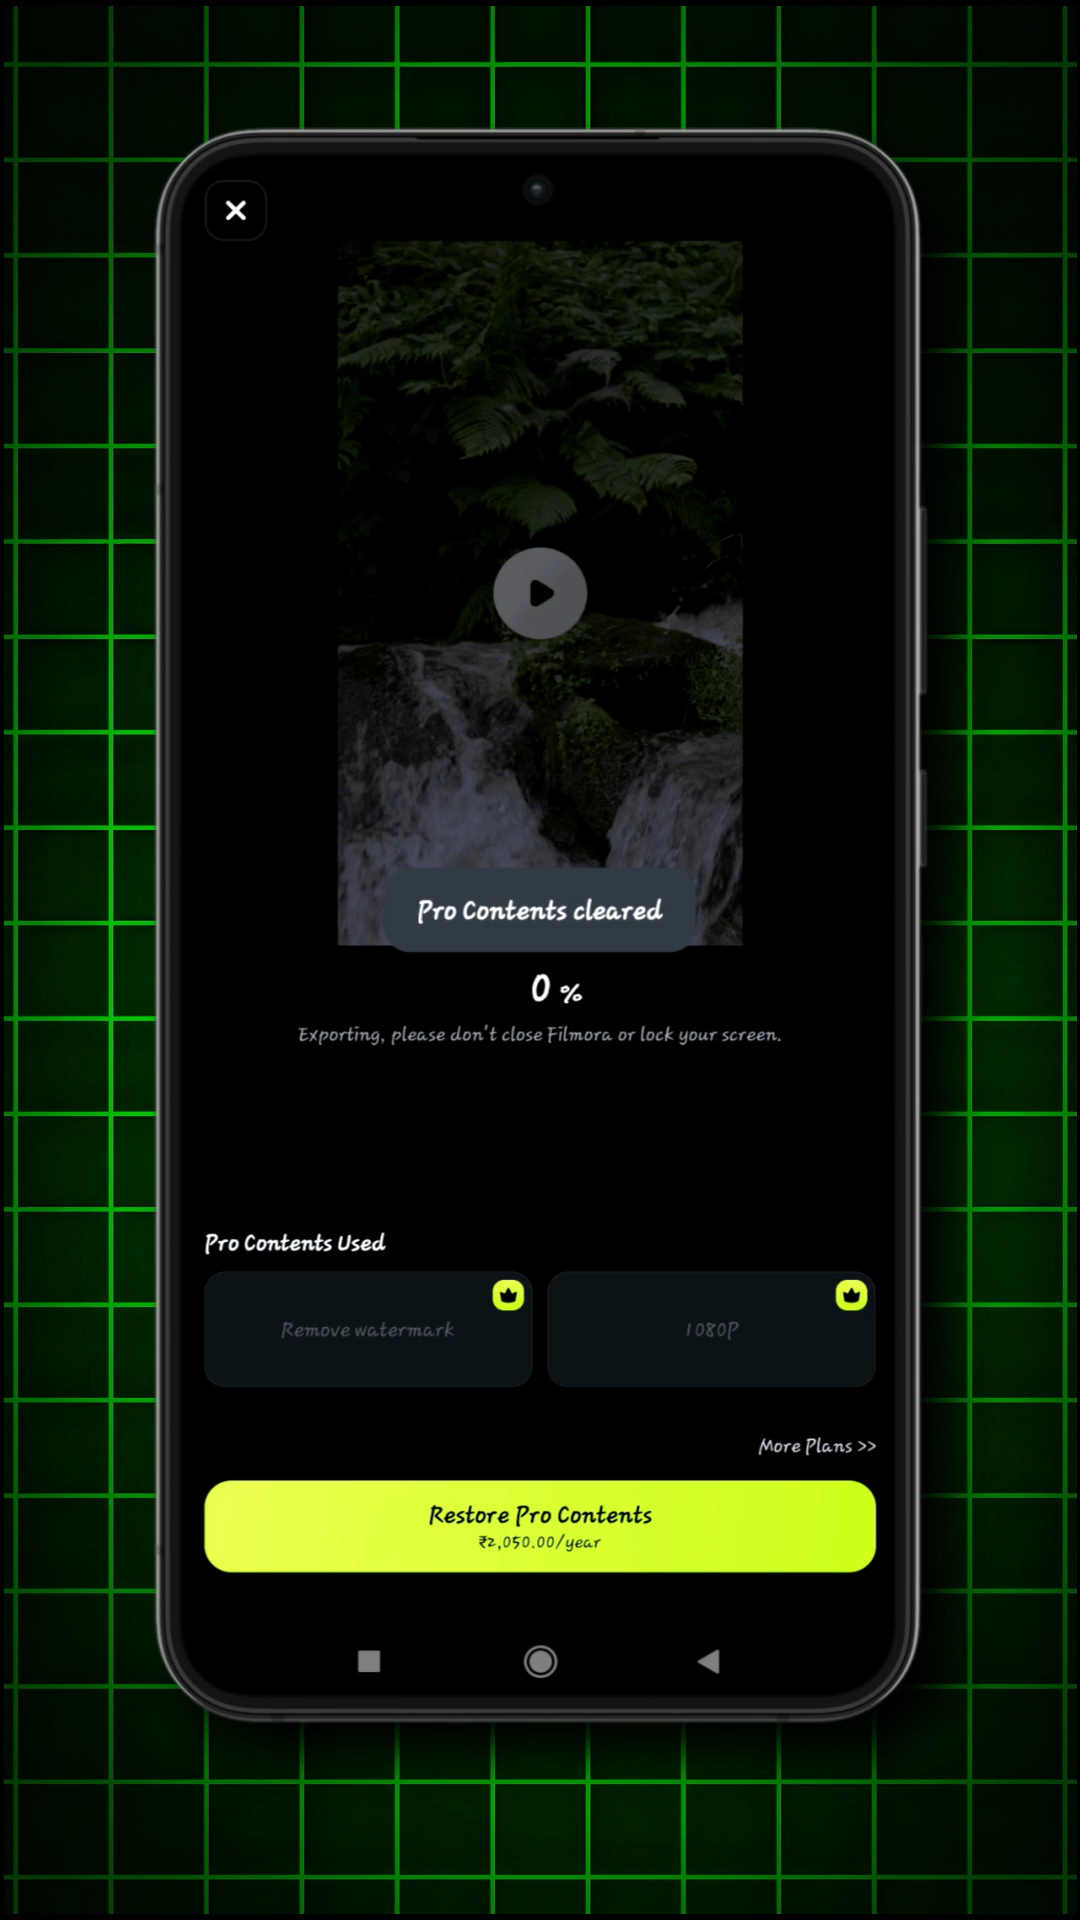 Pro Contents cleared
0 %
Exporting, please don't close Filmora or lock your screen.
Pro Contents Used
Remove watermark
1080P
More Plans >>
Restore Pro Contents
₹2,050.00/year